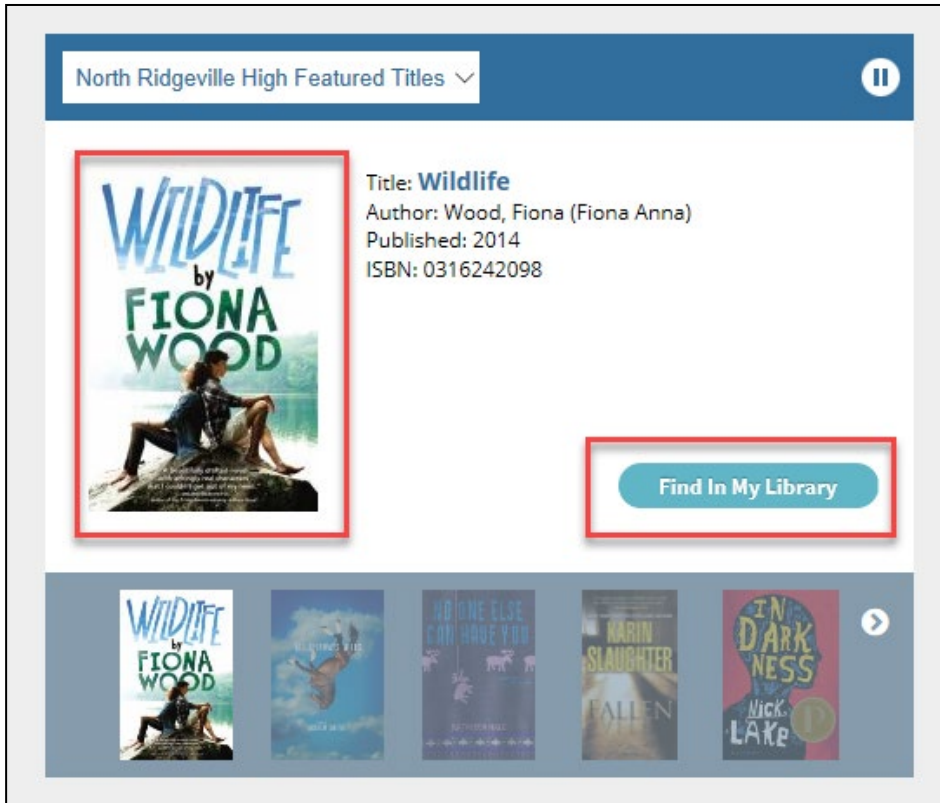 North Ridgeville High Featured Titles
WILDLIFE
by
FIONA
WOOD
Title: Wildlife
Author: Wood, Fiona (Fiona Anna)
Published: 2014
ISBN: 0316242098
Find In My Library
WILDLIFE
by
FIONA
WOOD
NO ONE ELSE
CAN HAVE YOU
KARIN
SLAUGHTER
FALLEN
IN
DARK
NESS
NICK
LAKE